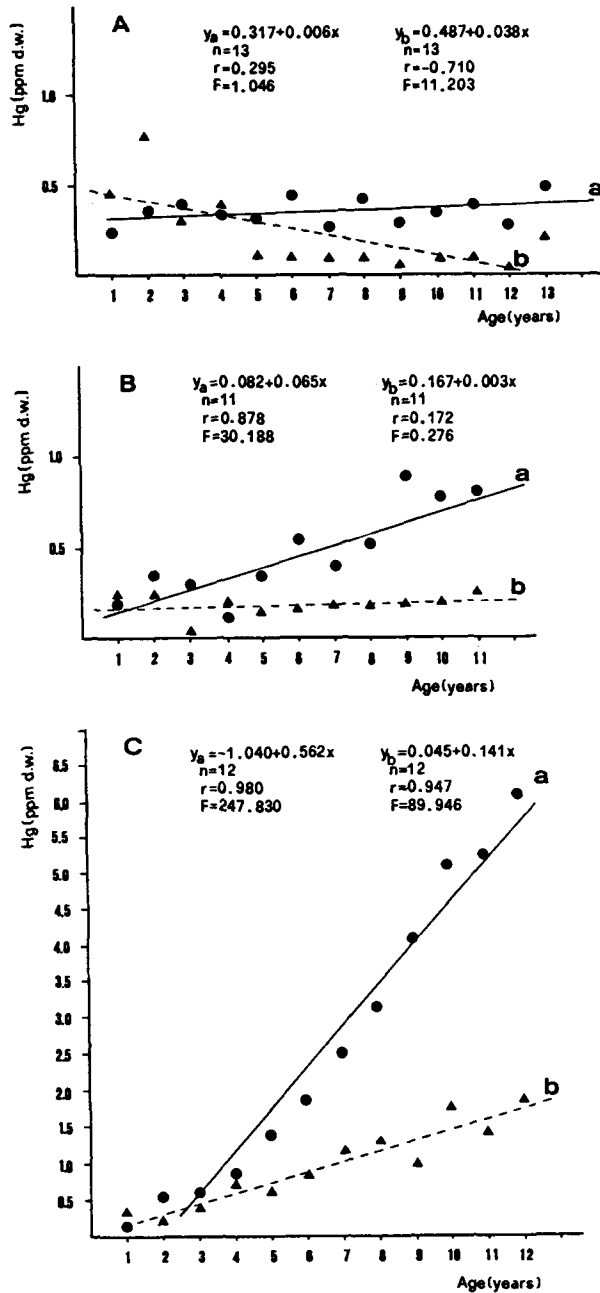 A
yₐ=0.317+0.006x
n=13
r=0.295
F=1.046
y_b=0.487+0.038x
n=13
r=-0.710
F=11.203
Hg(ppm d.w.)
1.0
0.5
a
b
1 2 3 4 5 6 7 8 9 10 11 12 13
Age(years)
B
yₐ=0.082+0.065x
n=11
r=0.878
F=30.188
y_b=0.167+0.003x
n=11
r=0.172
F=0.276
Hg(ppm d.w.)
1.0
0.5
a
b
1 2 3 4 5 6 7 8 9 10 11
Age(years)
C
yₐ=-1.040+0.562x
n=12
r=0.980
F=247.830
y_b=0.045+0.141x
n=12
r=0.947
F=89.946
Hg(ppm d.w.)
6.5
6.0
5.5
5.0
4.5
4.0
3.5
3.0
2.5
2.0
1.5
1.0
0.5
a
b
1 2 3 4 5 6 7 8 9 10 11 12
Age(years)